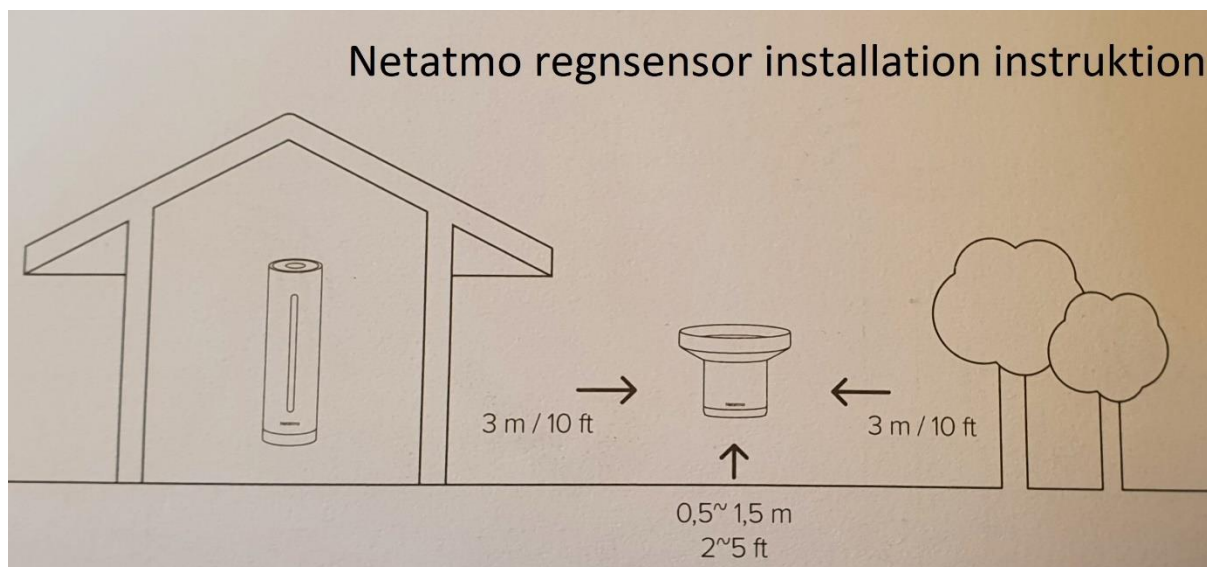 Netatmo regnsensor installation instruktion
3 m / 10 ft
3 m / 10 ft
0,5~ 1,5 m
2~5 ft